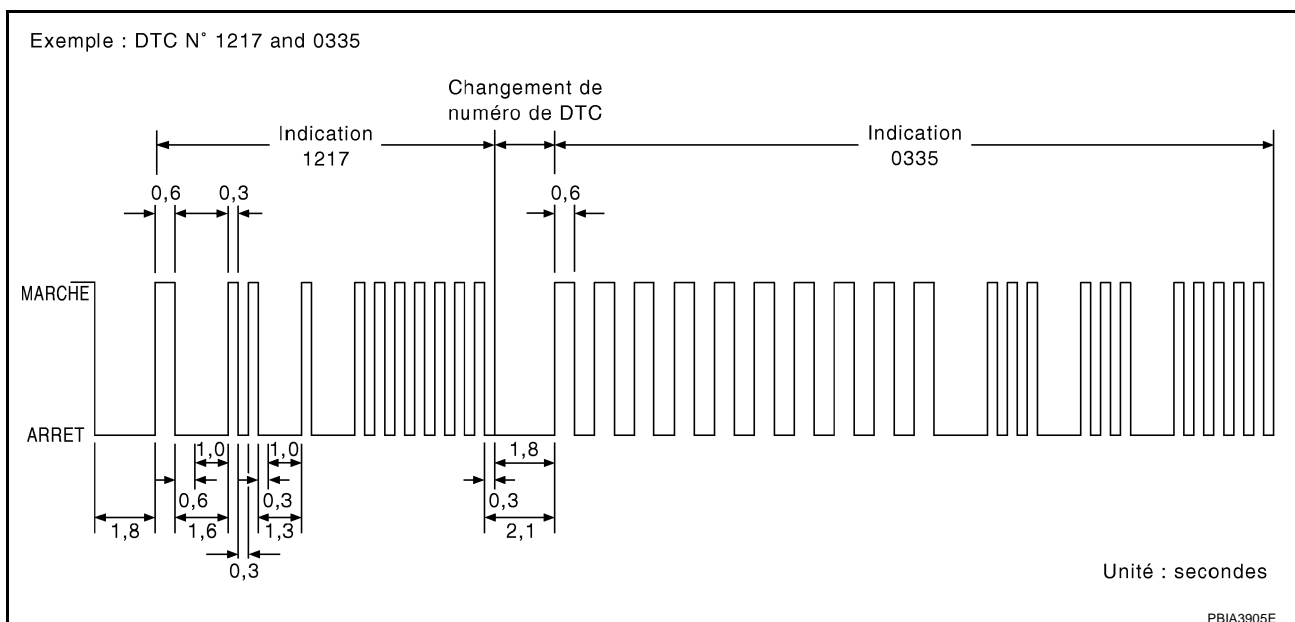 Exemple : DTC N° 1217 and 0335
Changement de
numéro de DTC
Indication
1217
Indication
0335
0,6
0,3
0,6
MARCHE
ARRET
1,0
1,0
1,8
0,6
0,3
0,3
1,8
1,6
1,3
2,1
0,3
Unité : secondes
PBIA3905E